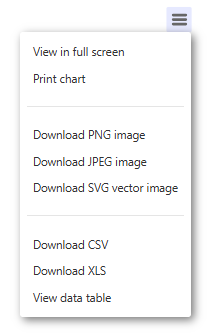 View in full screen
Print chart
Download PNG image
Download JPEG image
Download SVG vector image
Download CSV
Download XLS
View data table